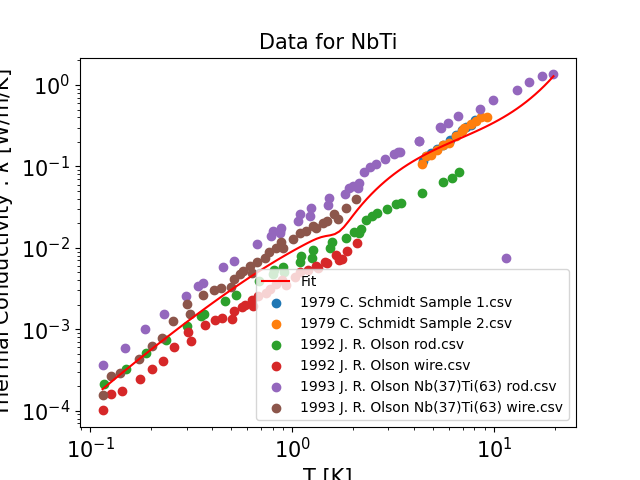 Data for NbTi
Thermal Conductivity : k [W/m/K]
10⁰
10⁻¹
10⁻²
10⁻³
10⁻⁴
Fit
1979 C. Schmidt Sample 1.csv
1979 C. Schmidt Sample 2.csv
1992 J. R. Olson rod.csv
1992 J. R. Olson wire.csv
1993 J. R. Olson Nb(37)Ti(63) rod.csv
1993 J. R. Olson Nb(37)Ti(63) wire.csv
10⁻¹
10⁰
10¹
T [K]